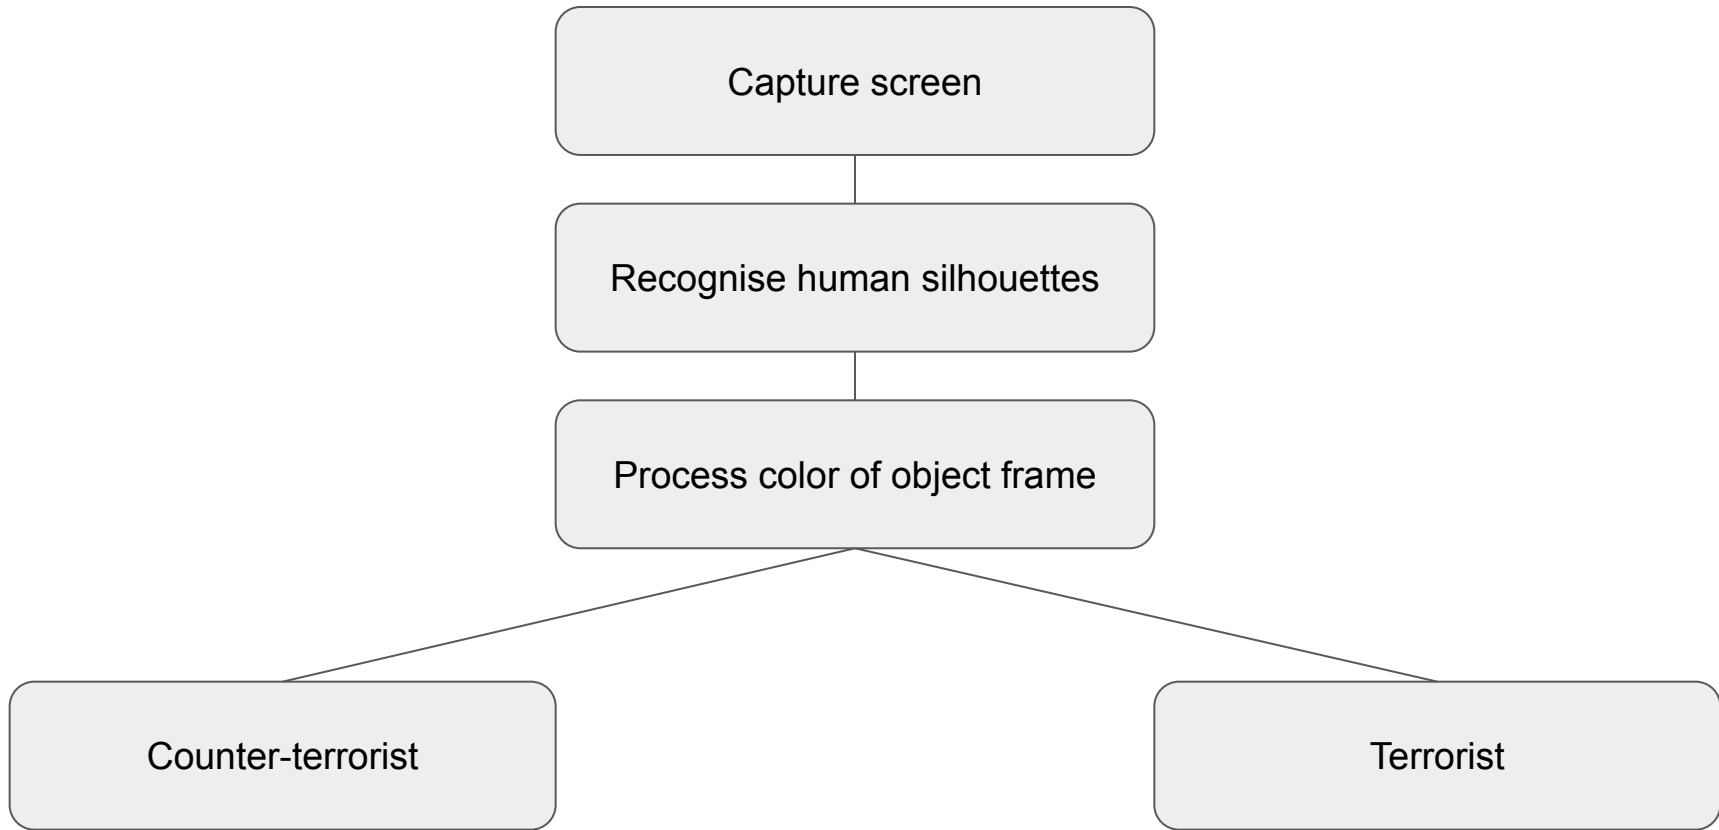 Capture screen
Recognise human silhouettes
Process color of object frame
Counter-terrorist
Terrorist